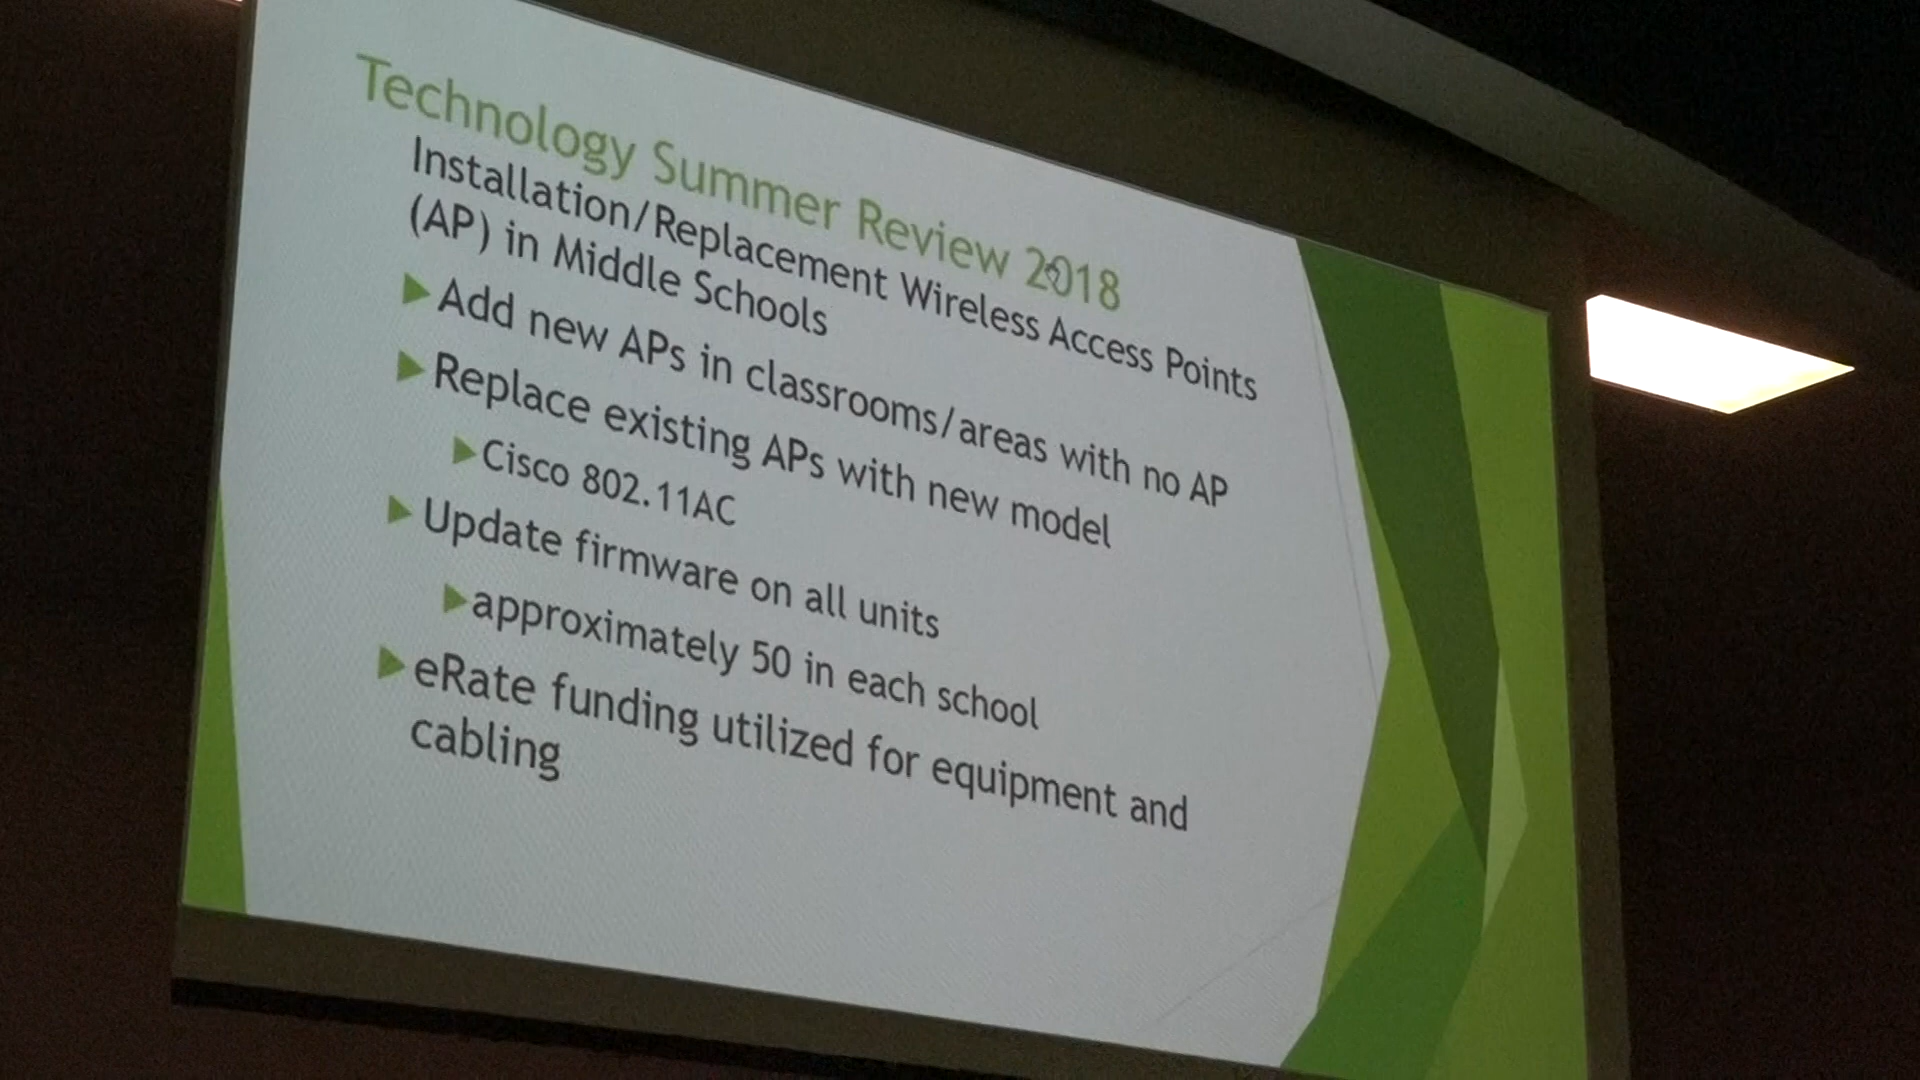 Technology Summer Review 2018
Installation/Replacement Wireless Access Points
(AP) in Middle Schools
Add new APs in classrooms/areas with no AP
Replace existing APs with new model
Cisco 802.11AC
Update firmware on all units
approximately 50 in each school
eRate funding utilized for equipment and
cabling